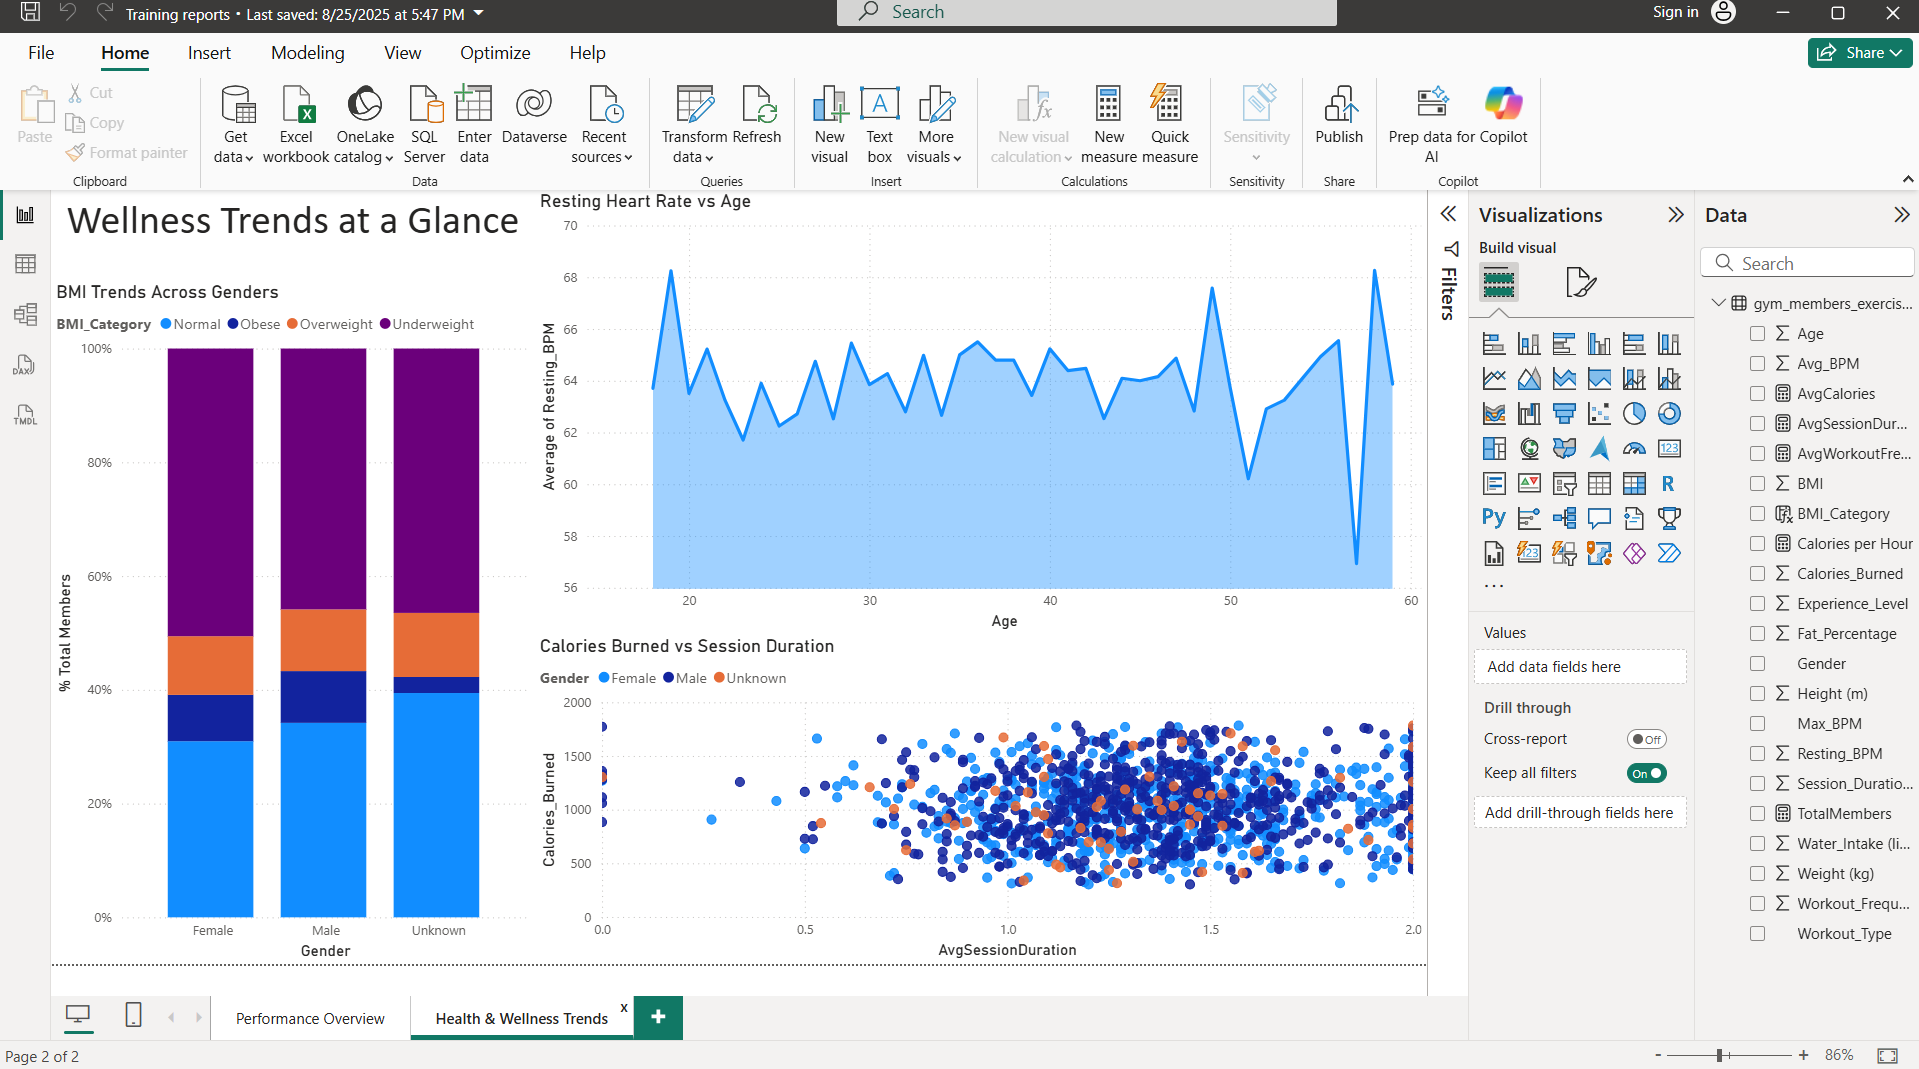 Training reports • Last saved: 8/25/2025 at 5:47 PM
Search
Sign in
File Home Insert Modeling View Optimize Help
Share
Paste
Cut
Copy
Format painter
Clipboard
Get data
Excel workbook
OneLake catalog
SQL Server
Enter data
Dataverse
Recent sources
Data
Transform data
Refresh
Queries
New visual
Text box
More visuals
Insert
New visual calculation
New measure
Quick measure
Calculations
Sensitivity
Sensitivity
Publish
Share
Prep data for AI
Copilot
Copilot
DAX
TMDL
Wellness Trends at a Glance
BMI Trends Across Genders
BMI_Category Normal Obese Overweight Underweight
100%
80%
60%
40%
20%
0%
% Total Members
Female Male Unknown
Gender
Resting Heart Rate vs Age
70
68
66
64
62
60
58
56
Average of Resting_BPM
20 30 40 50 60
Age
Calories Burned vs Session Duration
Gender Female Male Unknown
2000
1500
1000
500
0
Calories_Burned
0.0 0.5 1.0 1.5 2.0
AvgSessionDuration
Filters
Visualizations
Build visual
123
R
Py
123
...
Values
Add data fields here
Drill through
Cross-report Off
Keep all filters On
Add drill-through fields here
Data
Search
gym_members_exercis...
Age
Avg_BPM
AvgCalories
AvgSessionDur...
AvgWorkoutFre...
BMI
BMI_Category
Calories per Hour
Calories_Burned
Experience_Level
Fat_Percentage
Gender
Height (m)
Max_BPM
Resting_BPM
Session_Duratio...
TotalMembers
Water_Intake (li...
Weight (kg)
Workout_Frequ...
Workout_Type
Performance Overview
Health & Wellness Trends x
+
Page 2 of 2
- + 86%